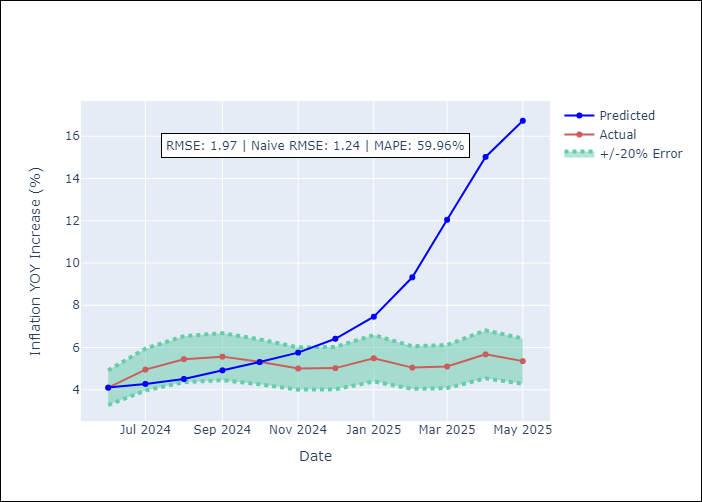 RMSE: 1.97 | Naive RMSE: 1.24 | MAPE: 59.96%
Predicted
Actual
+/-20% Error
Inflation YOY Increase (%)
16
14
12
10
8
6
4
Jul 2024
Sep 2024
Nov 2024
Jan 2025
Mar 2025
May 2025
Date